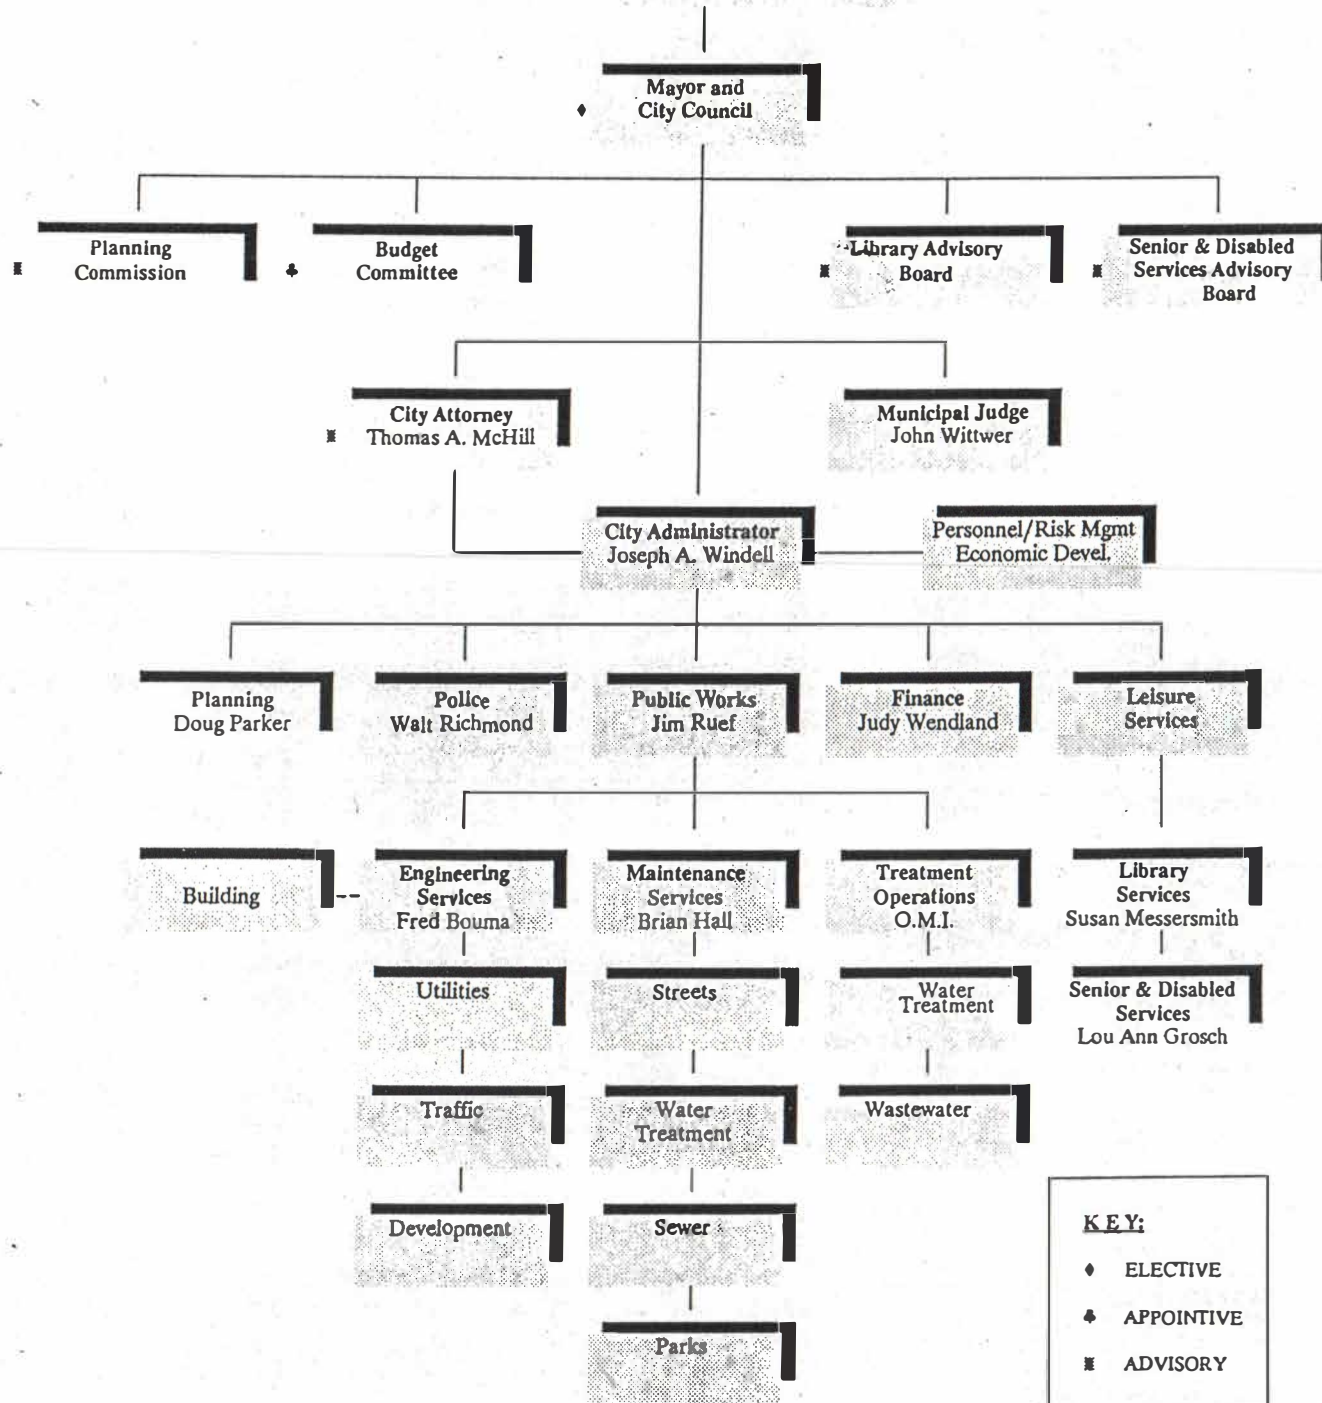 Mayor and
City Council
♦
Planning
Commission
Budget
Committee
♣
Library Advisory
Board
Senior & Disabled
Services Advisory
Board
City Attorney
Thomas A. McHill
Municipal Judge
John Wittwer
City Administrator
Joseph A. Windell
Personnel/Risk Mgmt
Economic Devel.
Planning
Doug Parker
Police
Walt Richmond
Public Works
Jim Ruef
Finance
Judy Wendland
Leisure
Services
Building
Engineering
Services
Fred Bouma
Maintenance
Services
Brian Hall
Treatment
Operations
O.M.I.
Library
Services
Susan Messersmith
Utilities
Streets
Water
Treatment
Senior & Disabled
Services
Lou Ann Grosch
Traffic
Water
Treatment
Wastewater
Development
Sewer
Parks
KEY:
♦ ELECTIVE
♣ APPOINTIVE
ADVISORY